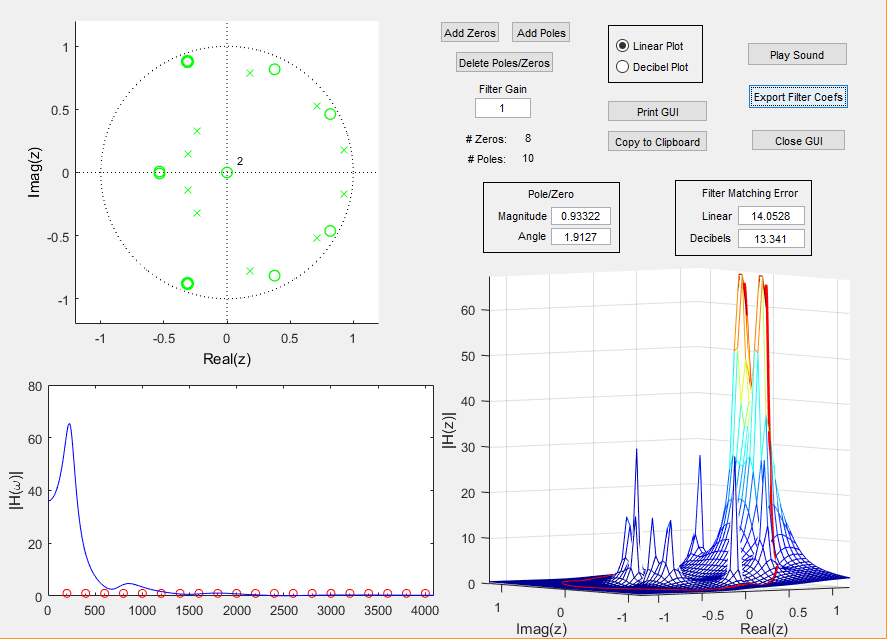 Add Zeros Add Poles
Delete Poles/Zeros
Filter Gain
1
# Zeros: 8
# Poles: 10
Linear Plot
Decibel Plot
Print GUI
Copy to Clipboard
Play Sound
Export Filter Coefs
Close GUI
Pole/Zero
Magnitude 0.93322
Angle 1.9127
Filter Matching Error
Linear 14.0528
Decibels 13.341
1
0.5
0
-0.5
-1
Imag(z)
2
-1 -0.5 0 0.5 1
Real(z)
80
60
40
20
0
|H(ω)|
0 500 1000 1500 2000 2500 3000 3500 4000
60
50
40
30
20
10
0
|H(z)|
1 0 -1
Imag(z)
-1 -0.5 0 0.5 1
Real(z)